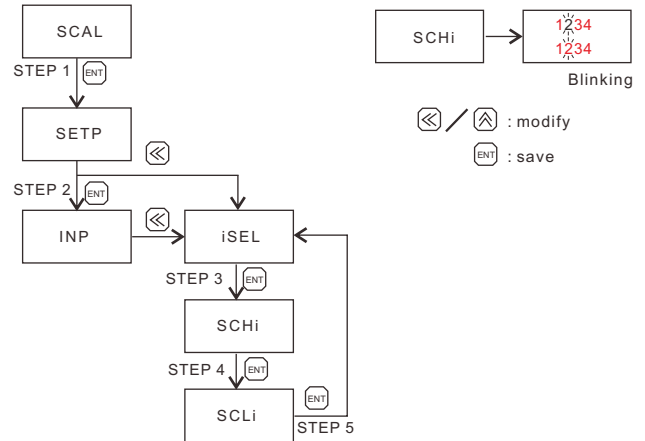 SCAL
STEP 1
ENT
SETP
STEP 2
ENT
INP
iSEL
STEP 3
ENT
SCHi
STEP 4
ENT
SCLi
ENT
STEP 5
SCHi
1234
1234
Blinking
/ : modify
ENT : save